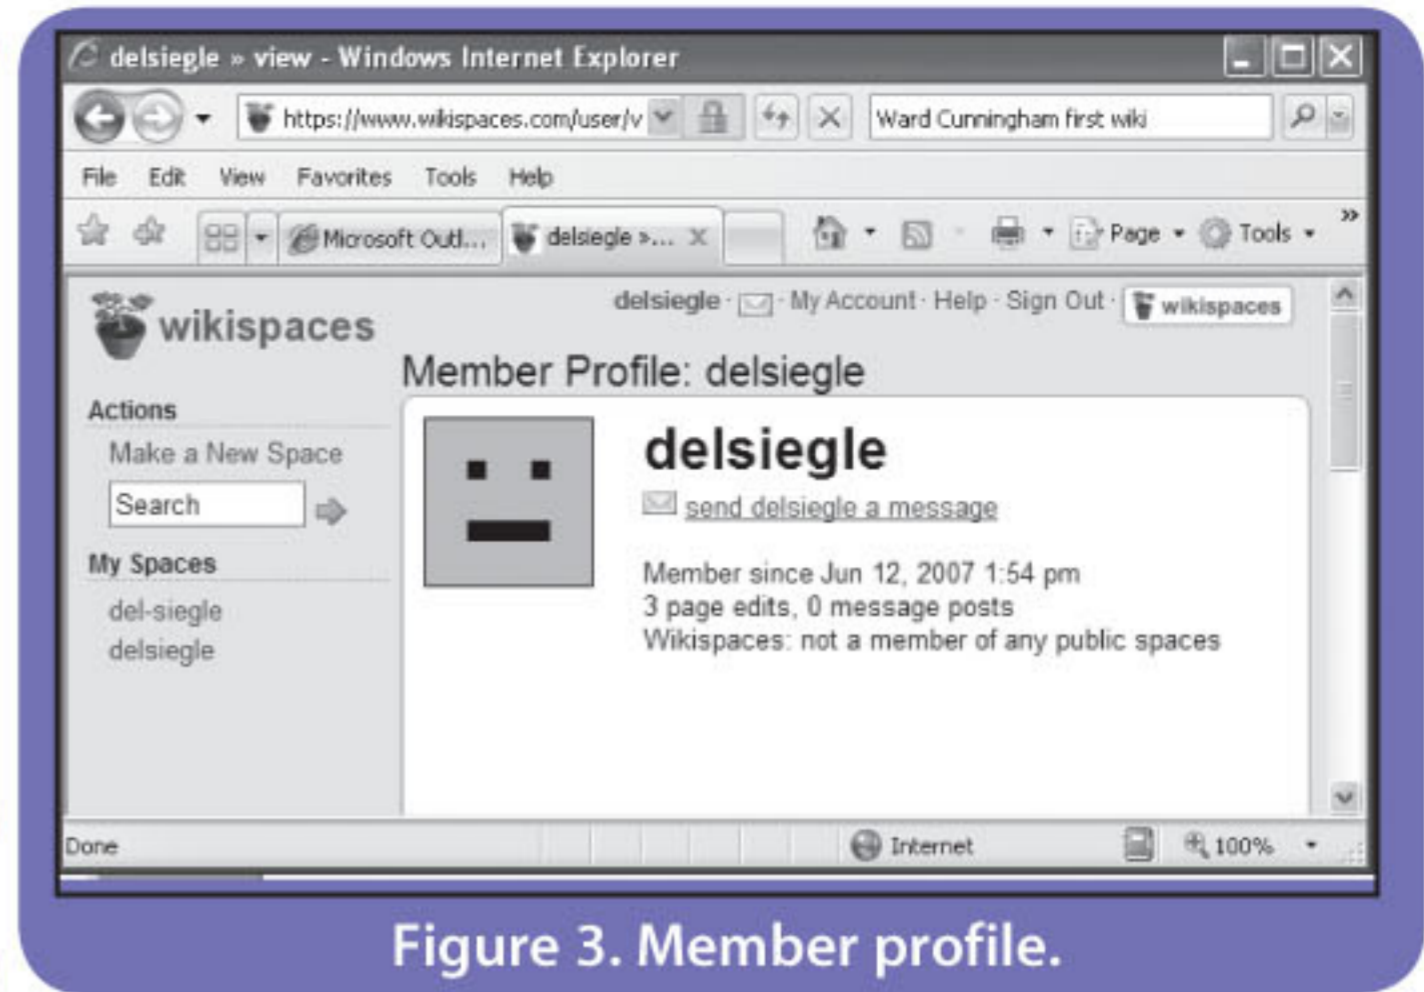 delsiegle » view - Windows Internet Explorer
https://www.wikispaces.com/user/v
Ward Cunningham first wiki
File Edit View Favorites Tools Help
Microsoft Outl... delsiegle »... X Page Tools »
delsiegle · My Account · Help · Sign Out · wikispaces
wikispaces
Member Profile: delsiegle
Actions
Make a New Space
Search
My Spaces
del-siegle
delsiegle
delsiegle
send delsiegle a message
Member since Jun 12, 2007 1:54 pm
3 page edits, 0 message posts
Wikispaces: not a member of any public spaces
Done Internet 100%
Figure 3. Member profile.